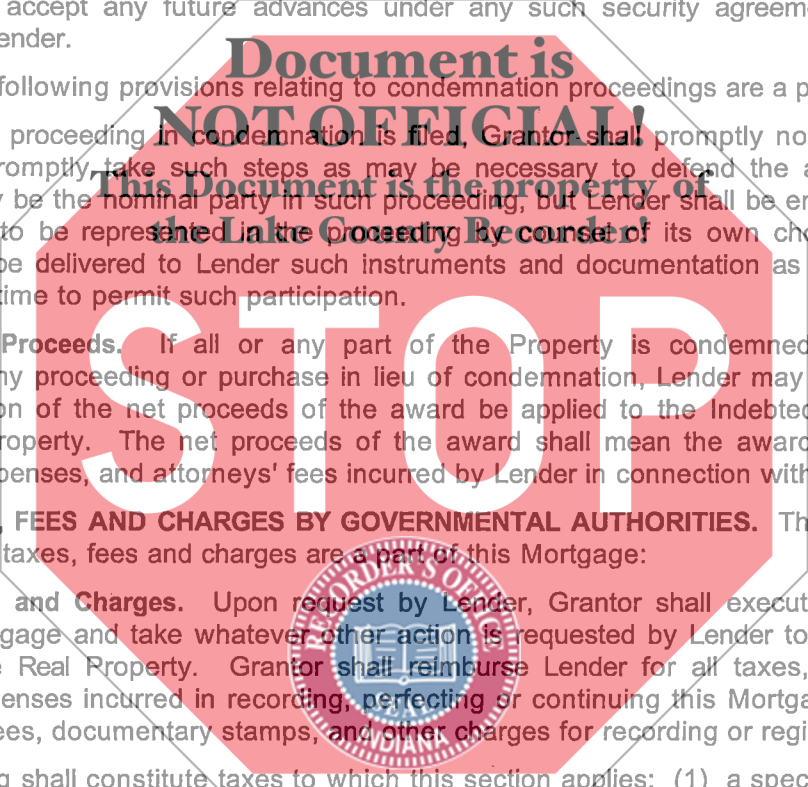 accept any future advances under any such security agreem
ender.
Document is
following provisions relating to condemnation proceedings are a p
NOT OFFICIAL!
proceeding in condemnation is filed, Grantor shall promptly no
romptly take such steps as may be necessary to defend the a
This Document is the property of
be the nominal party in such proceeding, but Lender shall be en
the Lake County Recorder!
to be represented in the proceeding by counsel of its own cho
be delivered to Lender such instruments and documentation as
time to permit such participation.
STOP
Proceeds. If all or any part of the Property is condemned
ny proceeding or purchase in lieu of condemnation, Lender may
on of the net proceeds of the award be applied to the Indebted
roperty. The net proceeds of the award shall mean the award
penses, and attorneys' fees incurred by Lender in connection with
, FEES AND CHARGES BY GOVERNMENTAL AUTHORITIES. Th
taxes, fees and charges are a part of this Mortgage:
RECORDER'S OFFICE
and Charges. Upon request by Lender, Grantor shall execut
gage and take whatever other action is requested by Lender to
e Real Property. Grantor shall reimburse Lender for all taxes,
enses incurred in recording, perfecting or continuing this Mortga
ees, documentary stamps, and other charges for recording or regi
INDIANA
g shall constitute taxes to which this section applies: (1) a spec